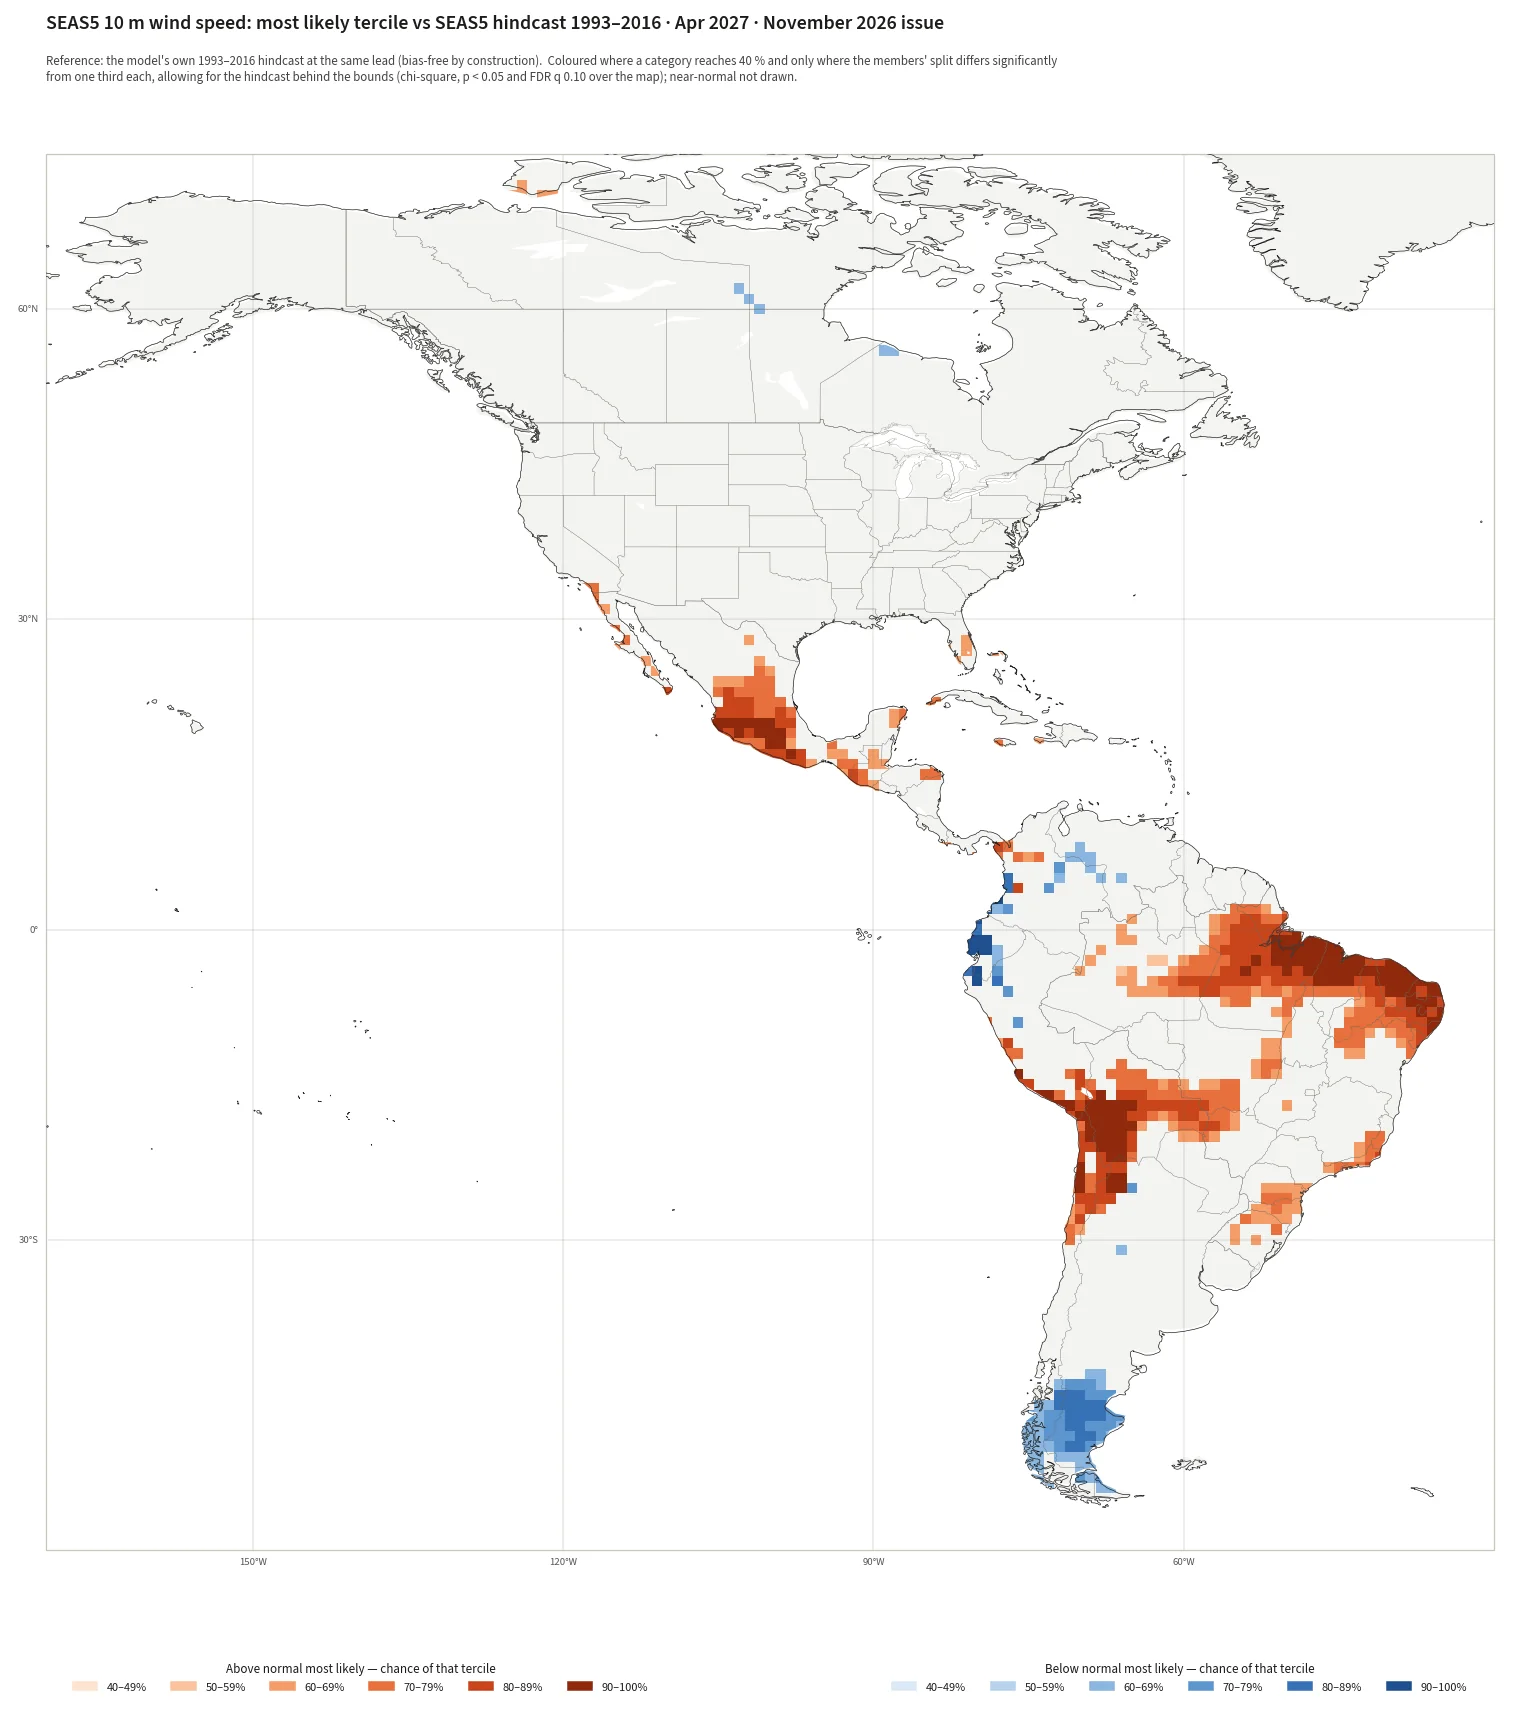 SEAS5 10 m wind speed: most likely tercile vs SEAS5 hindcast 1993–2016 · Apr 2027 · November 2026 issue
Reference: the model's own 1993–2016 hindcast at the same lead (bias-free by construction).  Coloured where a category reaches 40 % and only where the members' split differs significantly
from one third each, allowing for the hindcast behind the bounds (chi-square, p < 0.05 and FDR q 0.10 over the map); near-normal not drawn.
60°N
30°N
0°
30°S
150°W
120°W
90°W
60°W
Above normal most likely — chance of that tercile
40–49%
50–59%
60–69%
70–79%
80–89%
90–100%
Below normal most likely — chance of that tercile
40–49%
50–59%
60–69%
70–79%
80–89%
90–100%